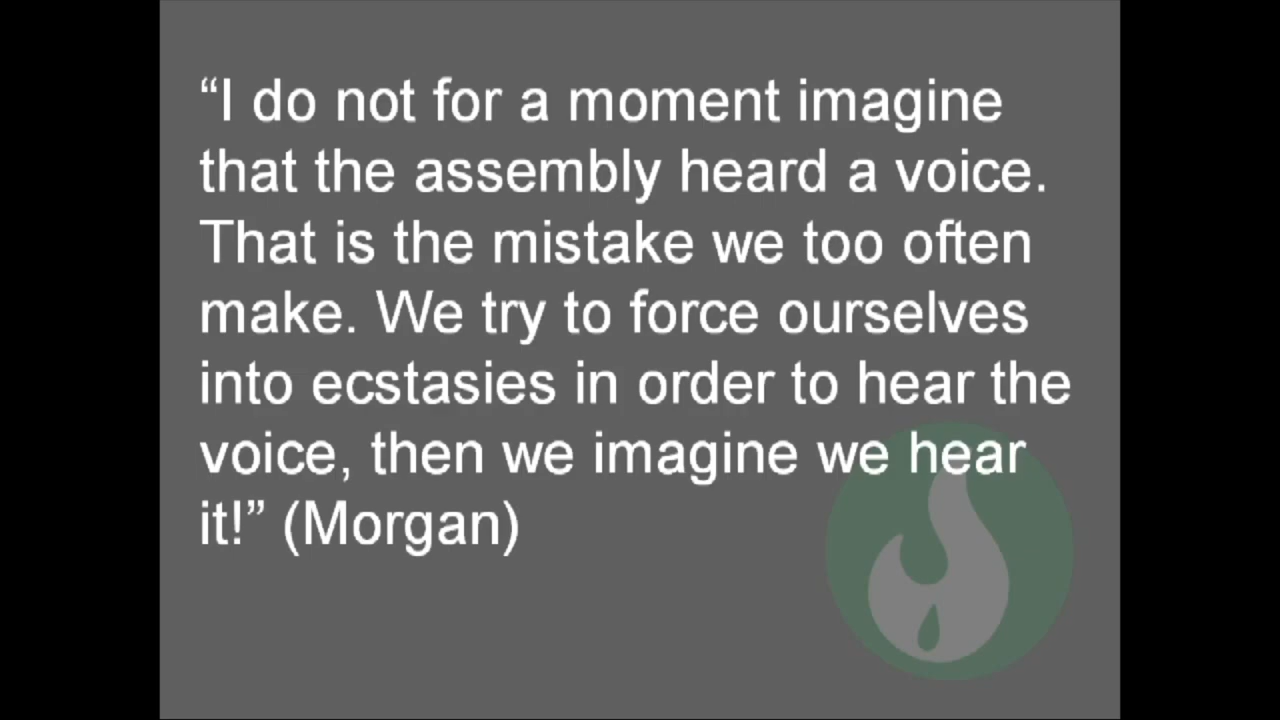 “I do not for a moment imagine
that the assembly heard a voice.
That is the mistake we too often
make. We try to force ourselves
into ecstasies in order to hear the
voice, then we imagine we hear
it!” (Morgan)